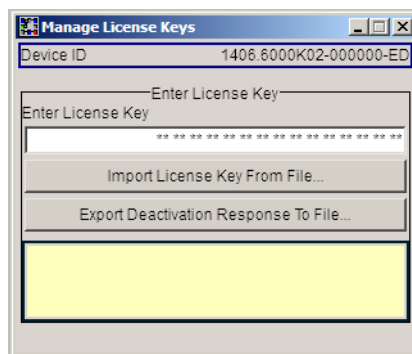 Manage License Keys
Device ID 1406.6000K02-000000-ED
Enter License Key
Enter License Key
** ** ** ** ** ** ** ** ** ** ** ** ** ** **
Import License Key From File...
Export Deactivation Response To File...